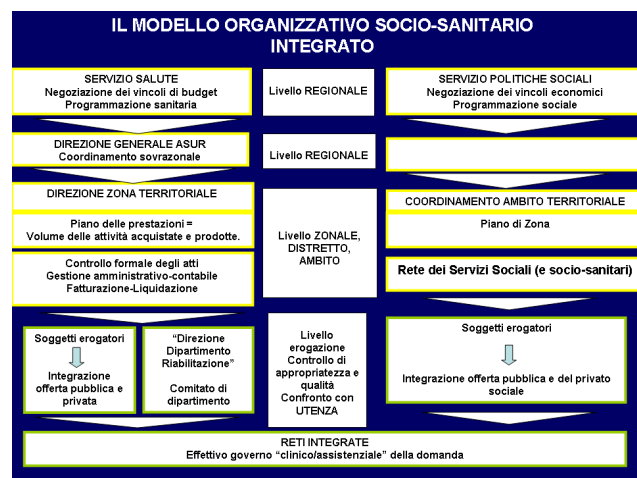 IL MODELLO ORGANIZZATIVO SOCIO-SANITARIO
INTEGRATO
SERVIZIO SALUTE
Negoziazione dei vincoli di budget
Programmazione sanitaria
Livello REGIONALE
SERVIZIO POLITICHE SOCIALI
Negoziazione dei vincoli economici
Programmazione sociale
DIREZIONE GENERALE ASUR
Coordinamento sovrazonale
Livello REGIONALE
DIREZIONE ZONA TERRITORIALE
Piano delle prestazioni =
Volume delle attività acquistate e prodotte.
Controllo formale degli atti
Gestione amministrativo-contabile
Fatturazione-Liquidazione
Livello ZONALE,
DISTRETTO,
AMBITO
COORDINAMENTO AMBITO TERRITORIALE
Piano di Zona
Rete dei Servizi Sociali (e socio-sanitari)
Soggetti erogatori
Integrazione
offerta pubblica e
privata
“Direzione
Dipartimento
Riabilitazione”
Comitato di
dipartimento
Livello
erogazione
Controllo di
appropriatezza e
qualità
Confronto con
UTENZA
Soggetti erogatori
Integrazione offerta pubblica e del privato
sociale
RETI INTEGRATE
Effettivo governo “clinico/assistenziale” della domanda